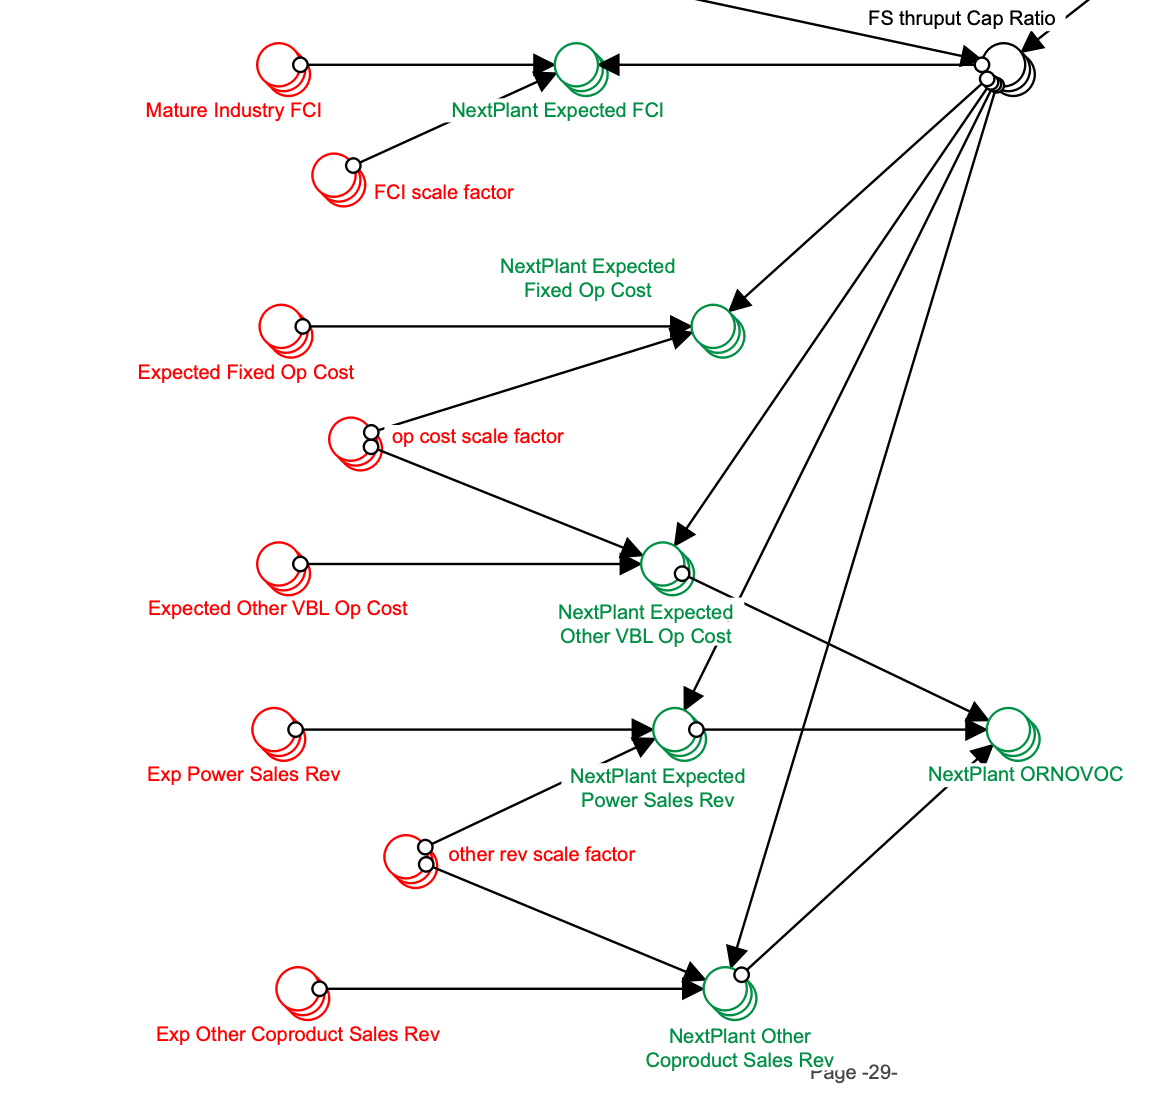 FS thruput Cap Ratio
Mature Industry FCI
NextPlant Expected FCI
FCI scale factor
NextPlant Expected
Fixed Op Cost
Expected Fixed Op Cost
op cost scale factor
Expected Other VBL Op Cost
NextPlant Expected
Other VBL Op Cost
Exp Power Sales Rev
NextPlant Expected
Power Sales Rev
NextPlant ORNOVOC
other rev scale factor
Exp Other Coproduct Sales Rev
NextPlant Other
Coproduct Sales Rev
Page -29-